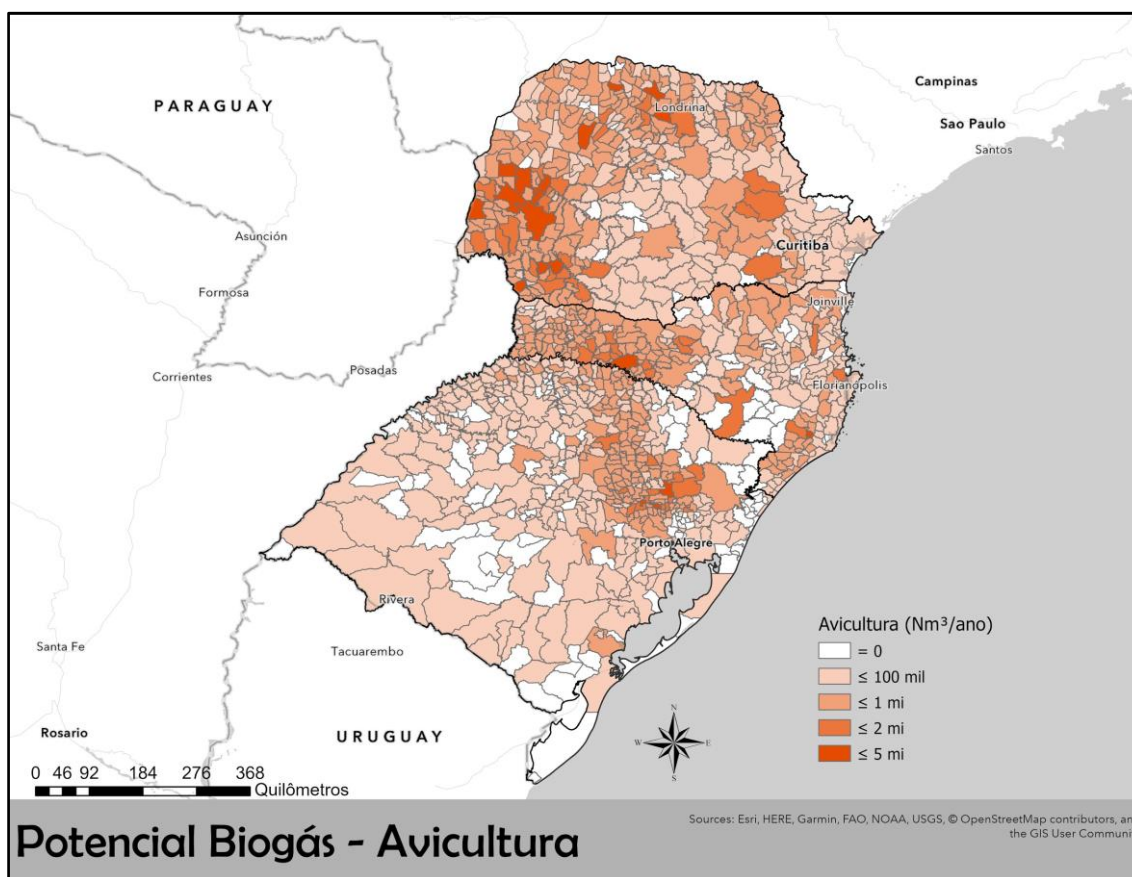 Campinas
PARAGUAY
Londrina
Sao Paulo
Santos
Asunción
Curitiba
Formosa
Joinville
Posadas
Corrientes
Florianópolis
Porto Alegre
Rivera
Avicultura (Nm³/ano)
= 0
≤ 100 mil
≤ 1 mi
≤ 2 mi
≤ 5 mi
Santa Fe
Tacuarembo
N
W E
S
Rosario
URUGUAY
0 46 92 184 276 368
Quilômetros
Potencial Biogás - Avicultura
Sources: Esri, HERE, Garmin, FAO, NOAA, USGS, © OpenStreetMap contributors, an
the GIS User Communit